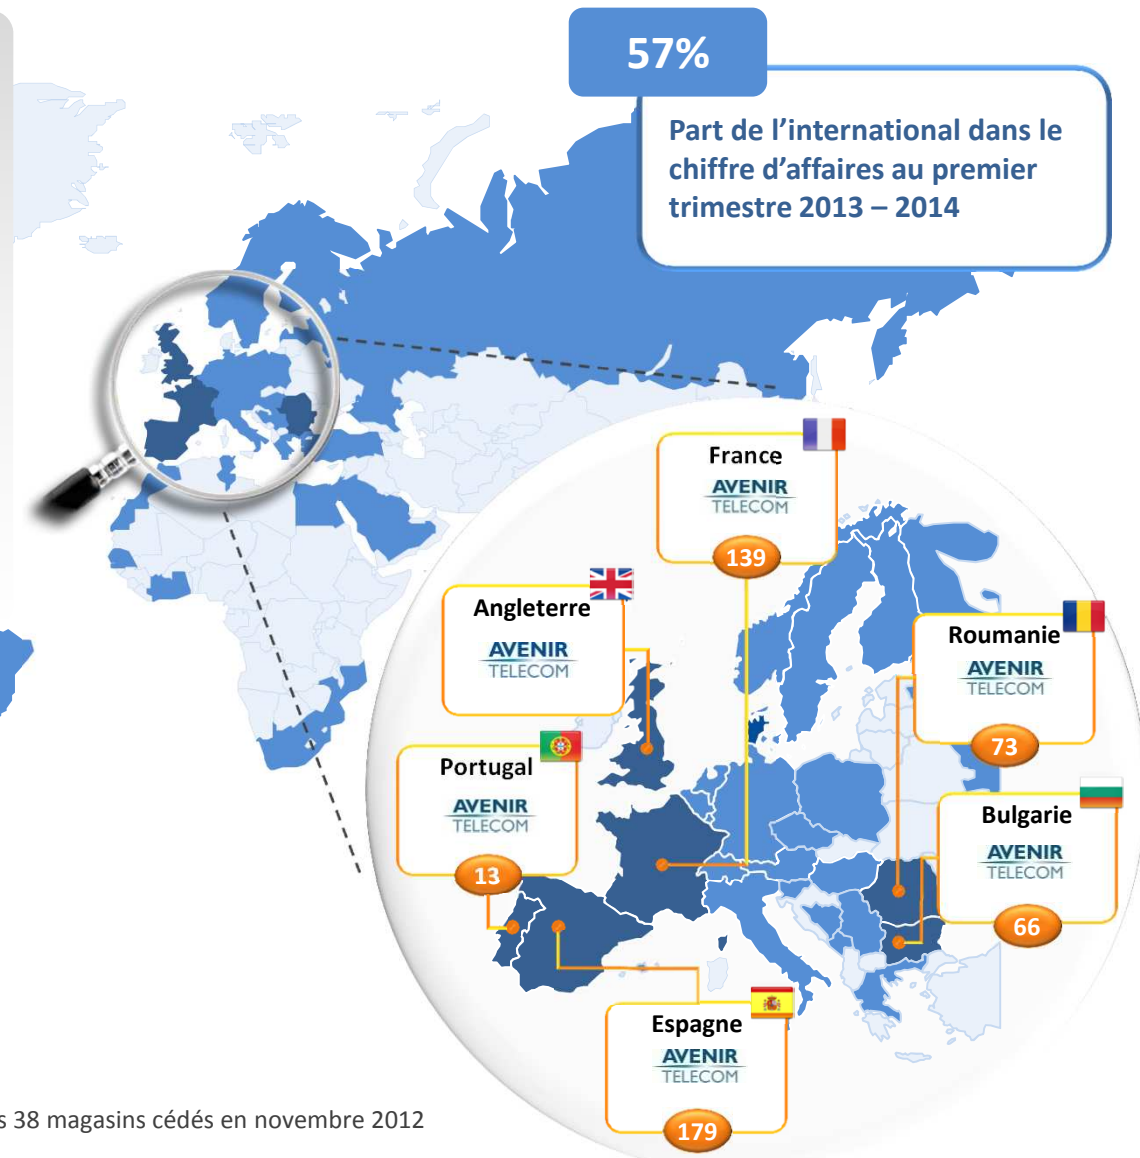 57%
Part de l’international dans le
chiffre d’affaires au premier
trimestre 2013 – 2014
France
AVENIR
TELECOM
139
Angleterre
AVENIR
TELECOM
Roumanie
AVENIR
TELECOM
73
Portugal
AVENIR
TELECOM
13
Bulgarie
AVENIR
TELECOM
66
Espagne
AVENIR
TELECOM
179
s 38 magasins cédés en novembre 2012